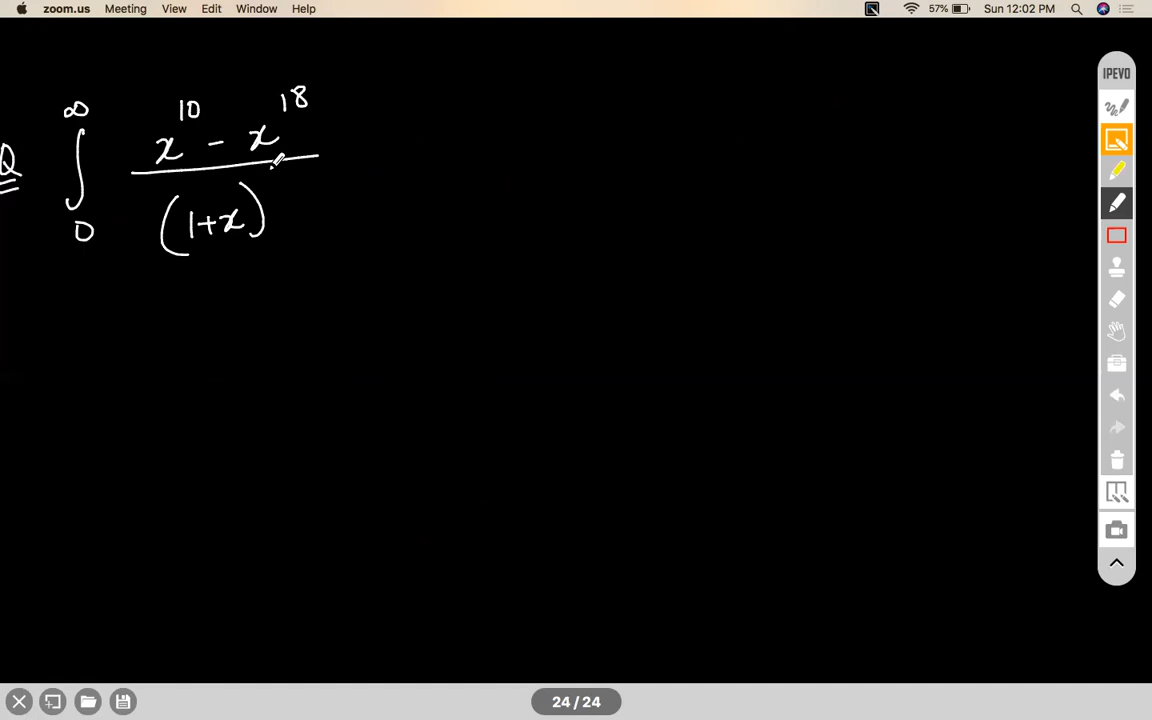 zoom.us Meeting View Edit Window Help 57% Sun 12:02 PM
IPEVO
Q ∫₀^∞ (x^10 - x^18) / (1+x)
24 / 24